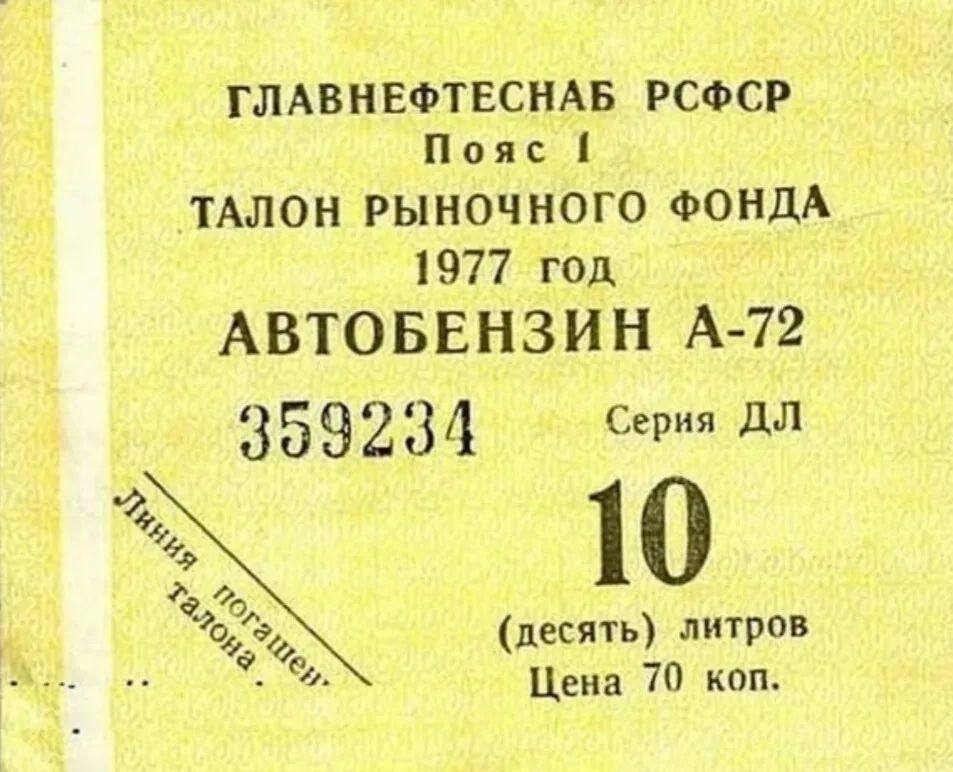 ГЛАВНЕФТЕСНАБ РСФСР
Пояс 1
ТАЛОН РЫНОЧНОГО ФОНДА
1977 год
АВТОБЕНЗИН А-72
359234
Серия ДЛ
Линия погашен
талона
10
(десять) литров
Цена 70 коп.